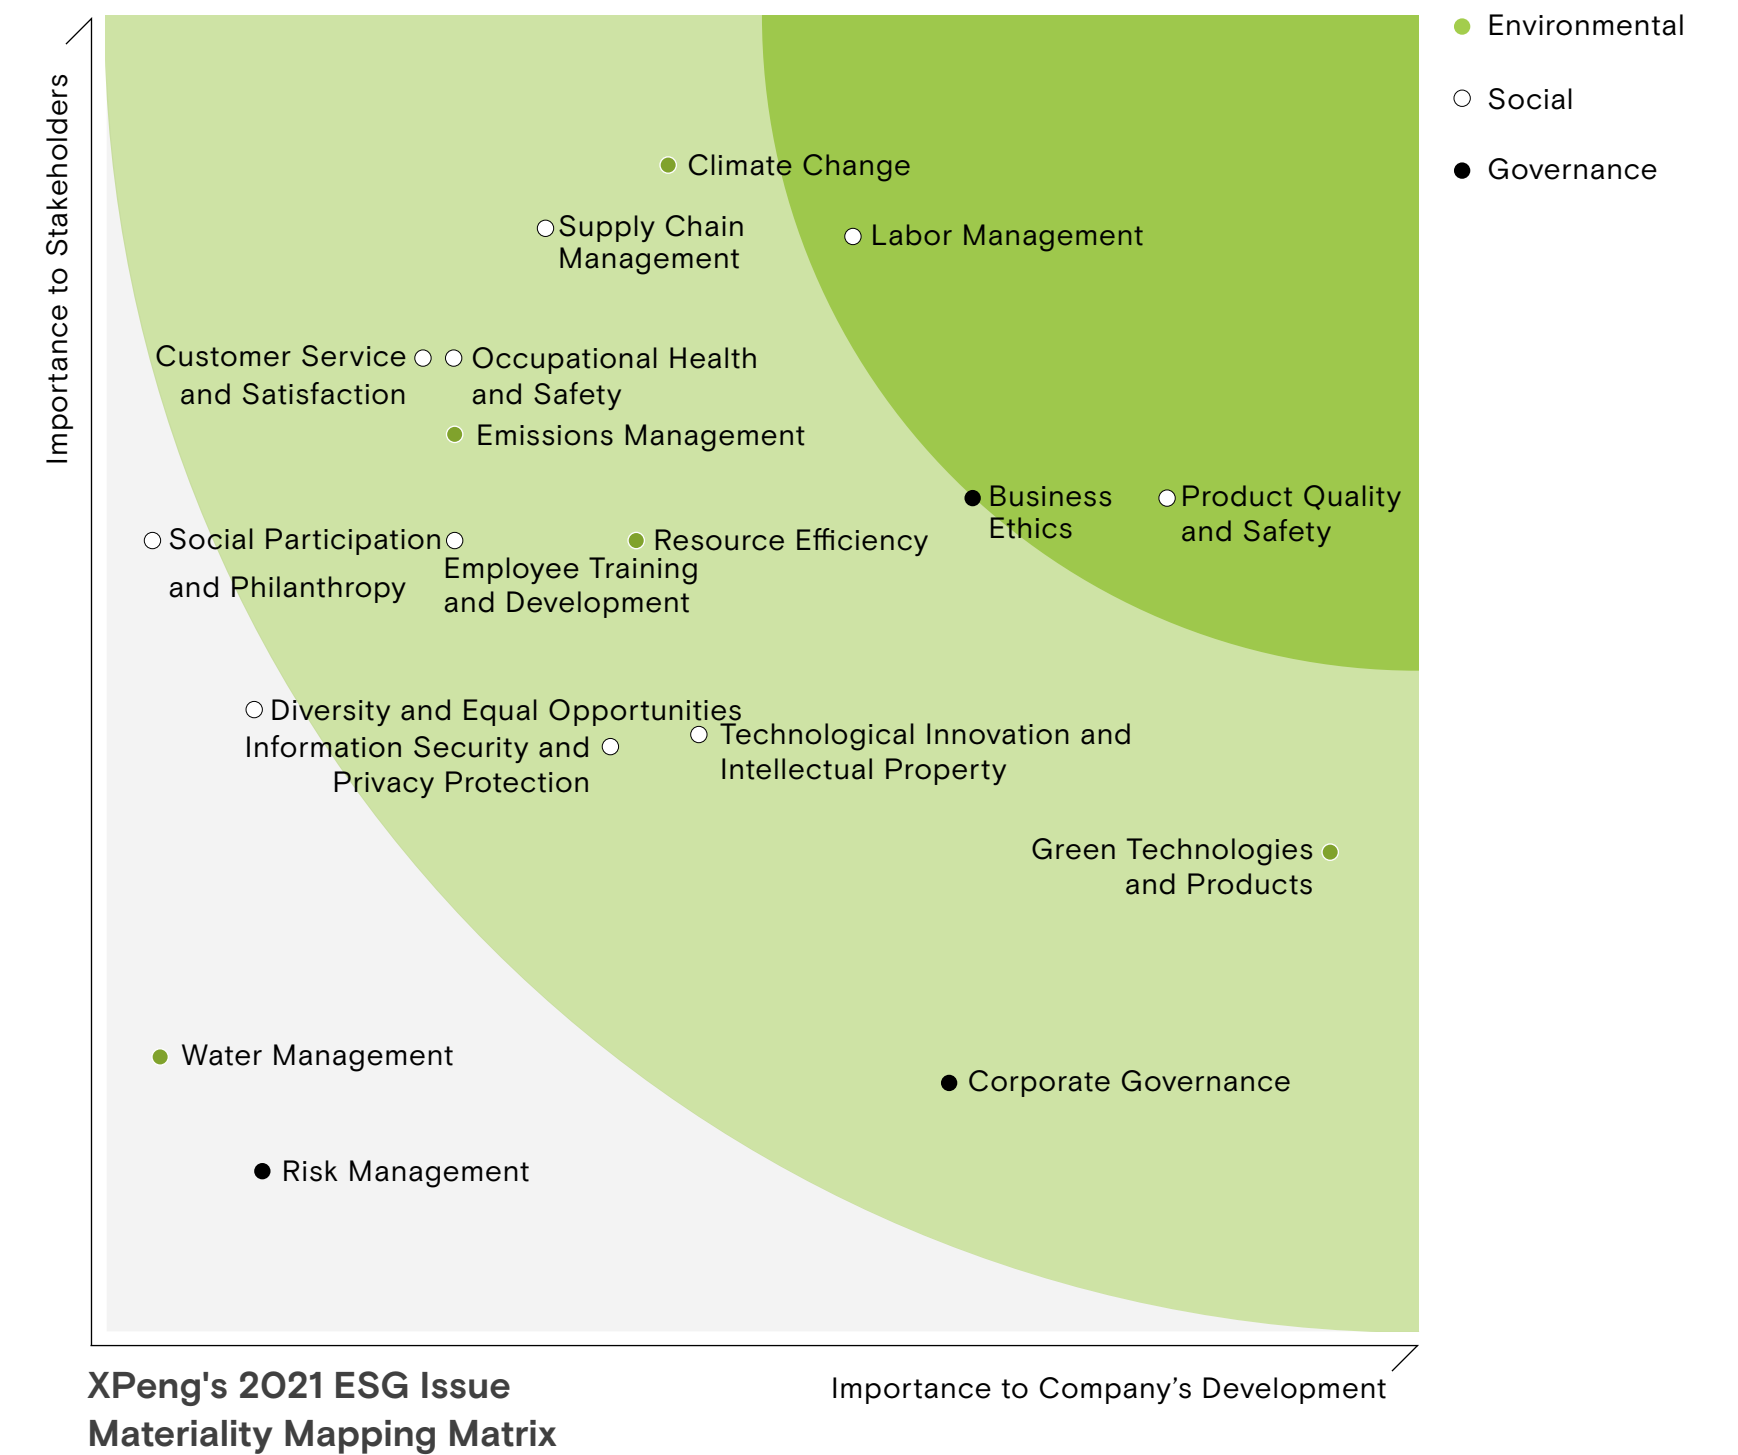 Environmental
Social
Governance
Importance to Stakeholders
Climate Change
Supply Chain
Management
Labor Management
Customer Service
and Satisfaction
Occupational Health
and Safety
Emissions Management
Business
Ethics
Product Quality
and Safety
Social Participation
and Philanthropy
Employee Training
and Development
Resource Efficiency
Diversity and Equal Opportunities
Information Security and
Privacy Protection
Technological Innovation and
Intellectual Property
Green Technologies
and Products
Water Management
Corporate Governance
Risk Management
XPeng's 2021 ESG Issue
Materiality Mapping Matrix
Importance to Company’s Development